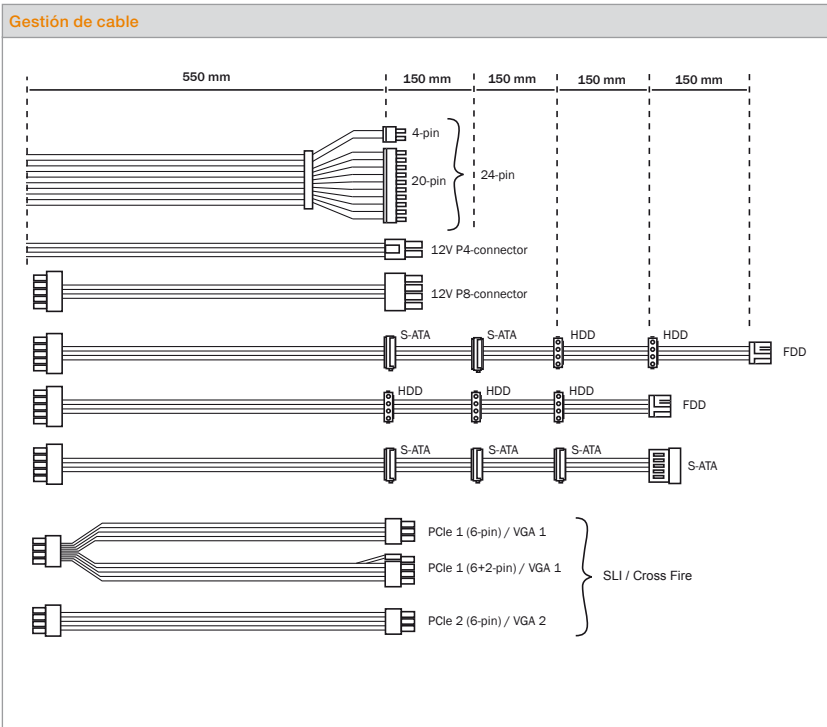 Gestión de cable
550 mm 150 mm 150 mm 150 mm 150 mm
4-pin
20-pin
24-pin
12V P4-connector
12V P8-connector
S-ATA S-ATA HDD HDD
FDD
HDD HDD HDD
FDD
S-ATA S-ATA S-ATA
S-ATA
PCIe 1 (6-pin) / VGA 1
PCIe 1 (6+2-pin) / VGA 1
SLI / Cross Fire
PCIe 2 (6-pin) / VGA 2